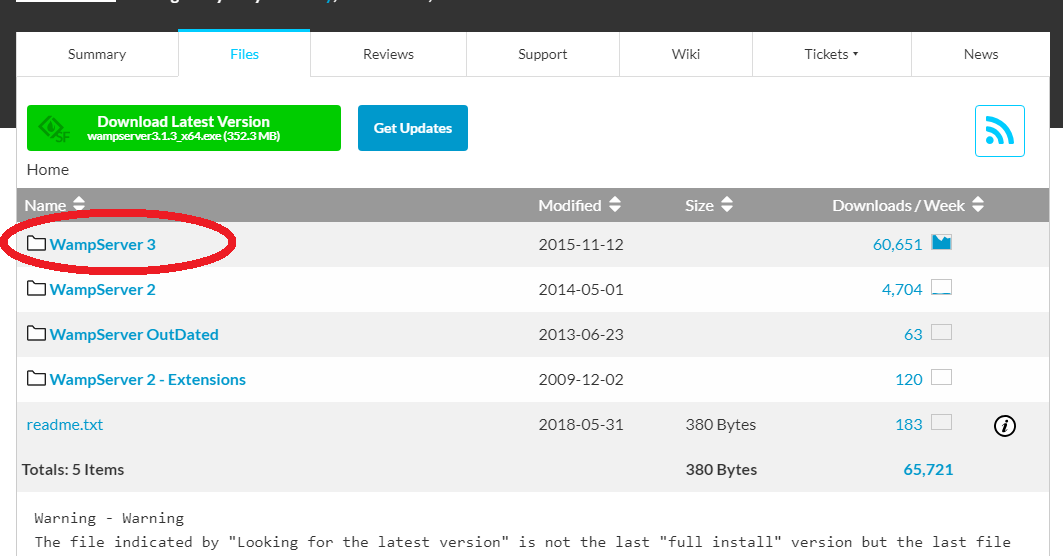 Summary
Files
Reviews
Support
Wiki
Tickets
News
Download Latest Version
wampserver3.1.3_x64.exe (352.3 MB)
SF
Get Updates
Home
Name Modified Size Downloads / Week
WampServer 3 2015-11-12 60,651
WampServer 2 2014-05-01 4,704
WampServer OutDated 2013-06-23 63
WampServer 2 - Extensions 2009-12-02 120
readme.txt 2018-05-31 380 Bytes 183 i
Totals: 5 Items 380 Bytes 65,721
Warning - Warning
The file indicated by "Looking for the latest version" is not the last "full install" version but the last file